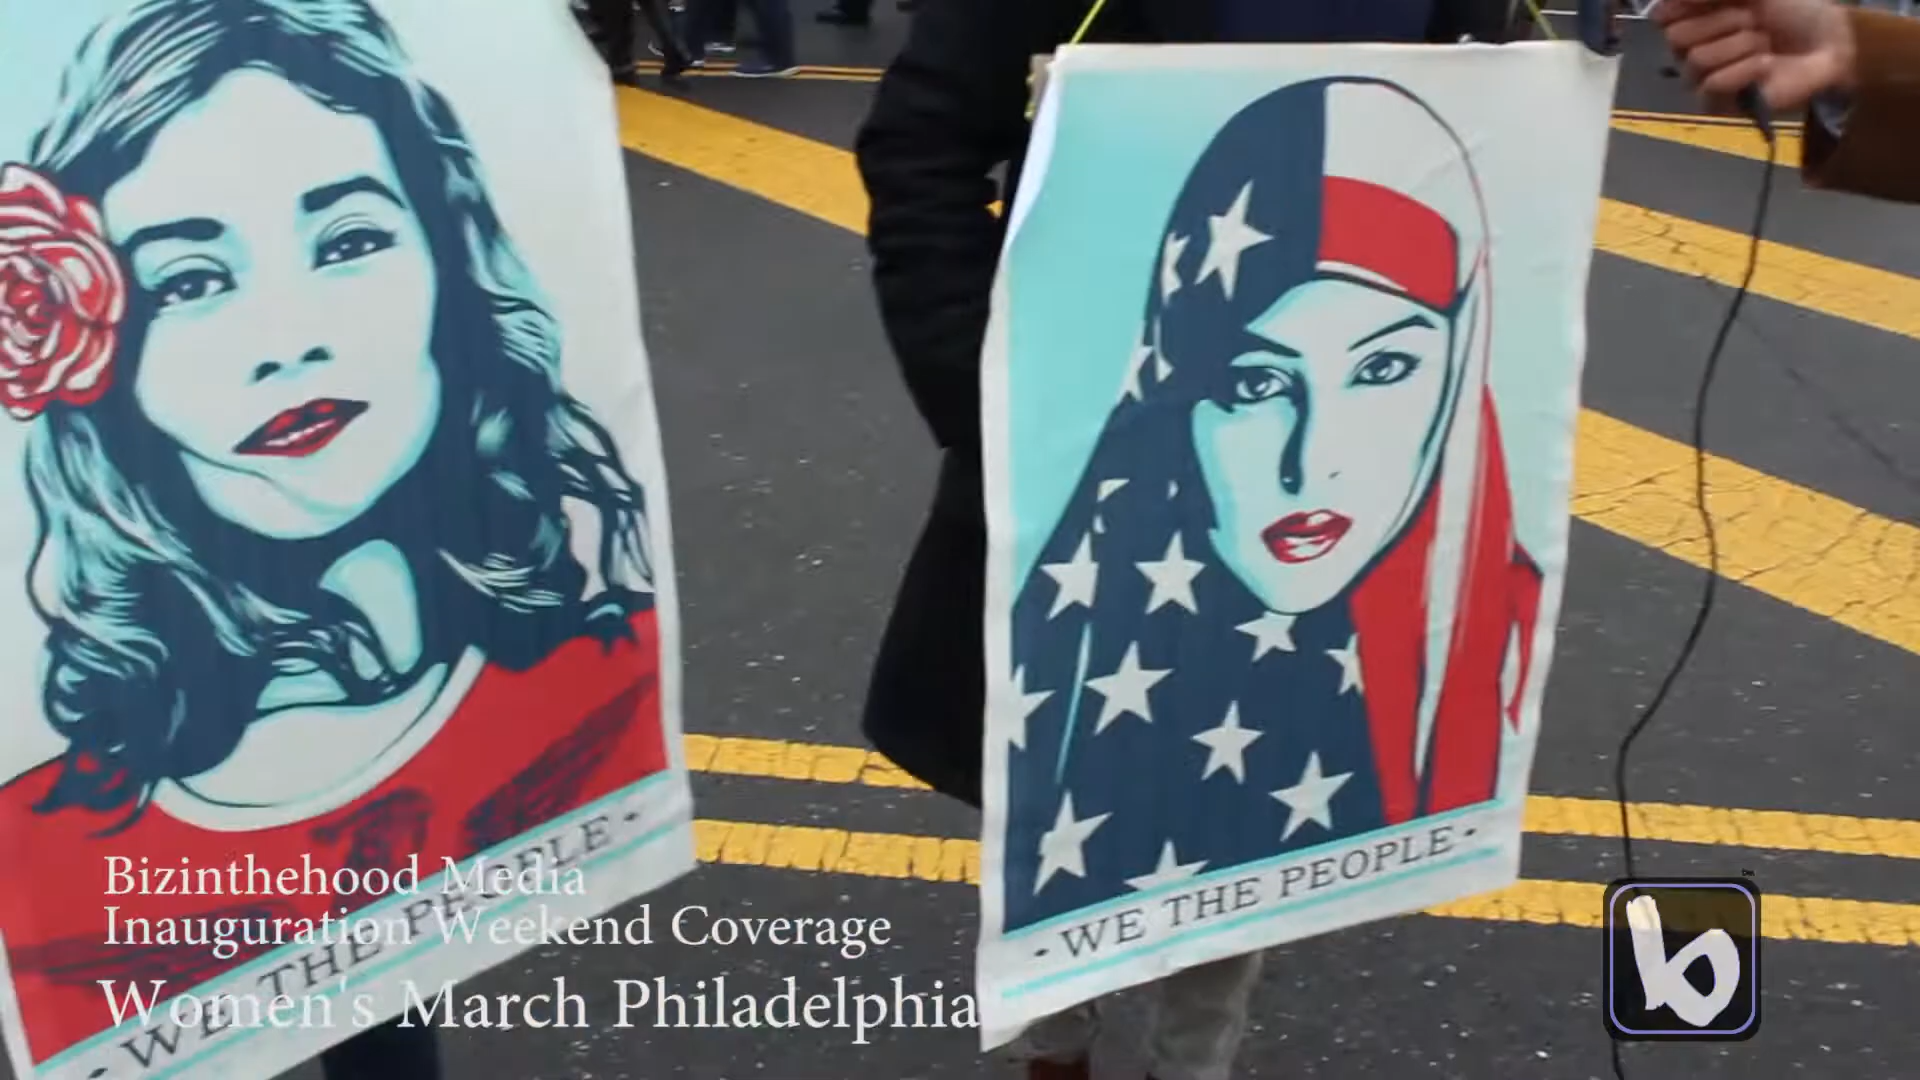 · WE THE PEOPLE ·
· WE THE PEOPLE ·
Bizinthehood Media
Inauguration Weekend Coverage
Women's March Philadelphia
b